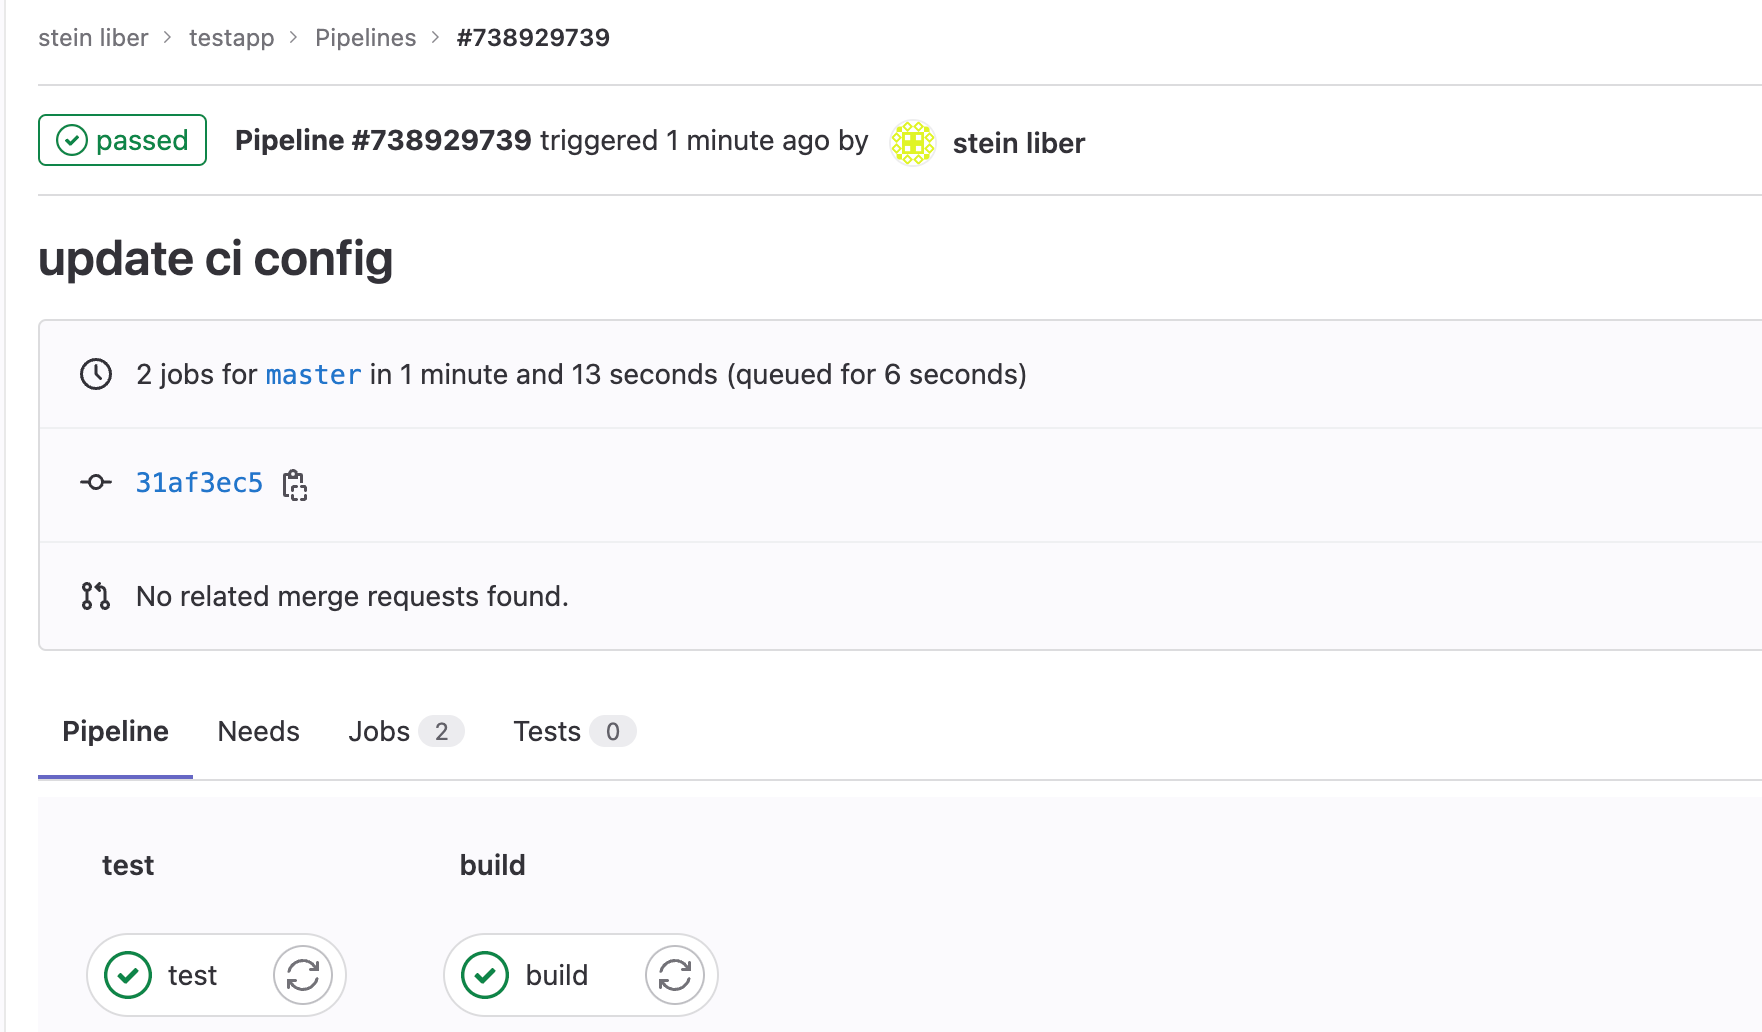 stein liber > testapp > Pipelines > #738929739
passed Pipeline #738929739 triggered 1 minute ago by stein liber
update ci config
2 jobs for master in 1 minute and 13 seconds (queued for 6 seconds)
31af3ec5
No related merge requests found.
Pipeline Needs Jobs 2 Tests 0
test build
test build